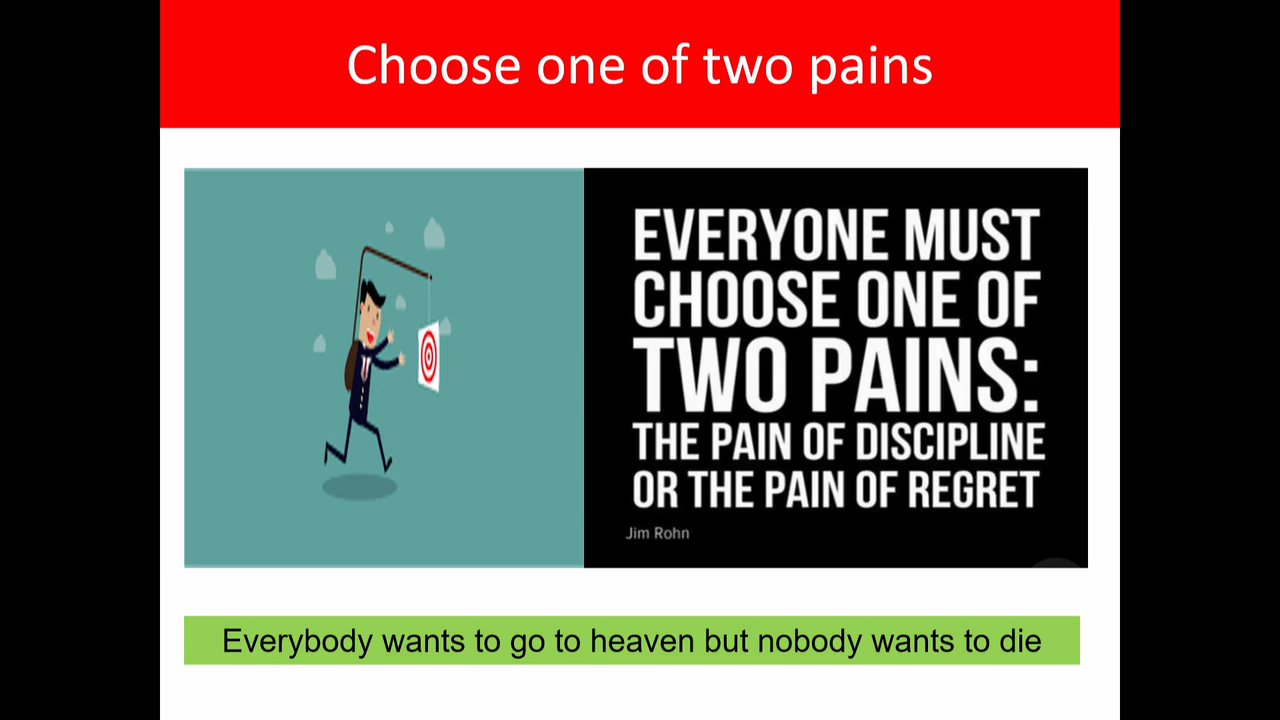 Choose one of two pains
EVERYONE MUST
CHOOSE ONE OF
TWO PAINS:
THE PAIN OF DISCIPLINE
OR THE PAIN OF REGRET
Jim Rohn
Everybody wants to go to heaven but nobody wants to die